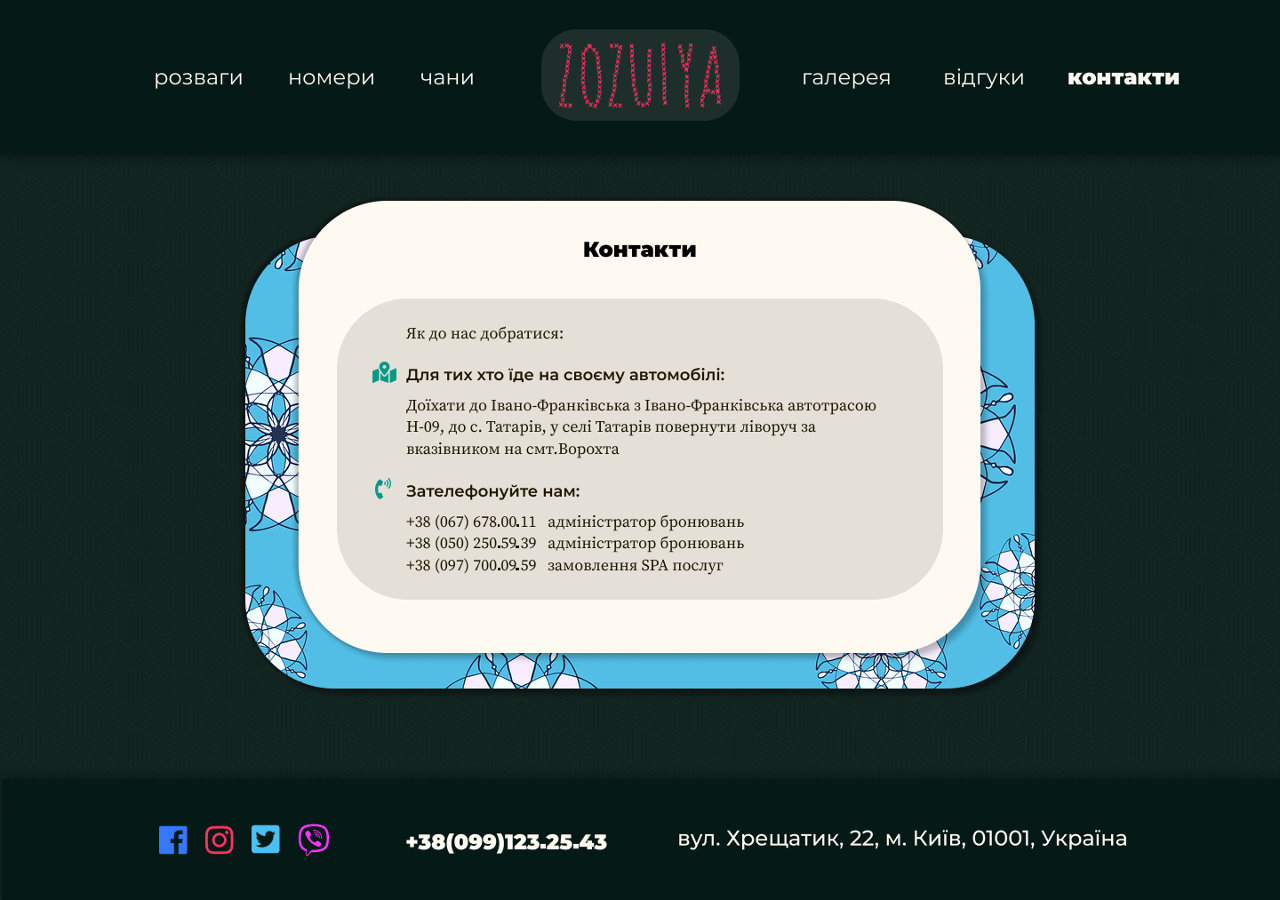 розваги номери чани ZOZULYA галерея відгуки контакти
Контакти
Як до нас добратися:
Для тих хто їде на своєму автомобілі:
Доїхати до Івано-Франківська з Івано-Франківська автотрасою
Н-09, до с. Татарів, у селі Татарів повернути ліворуч за
вказівником на смт.Ворохта
Зателефонуйте нам:
+38 (067) 678.00.11 адміністратор бронювань
+38 (050) 250.59.39 адміністратор бронювань
+38 (097) 700.09.59 замовлення SPA послуг
+38(099)123.25.43 вул. Хрещатик, 22, м. Київ, 01001, Україна